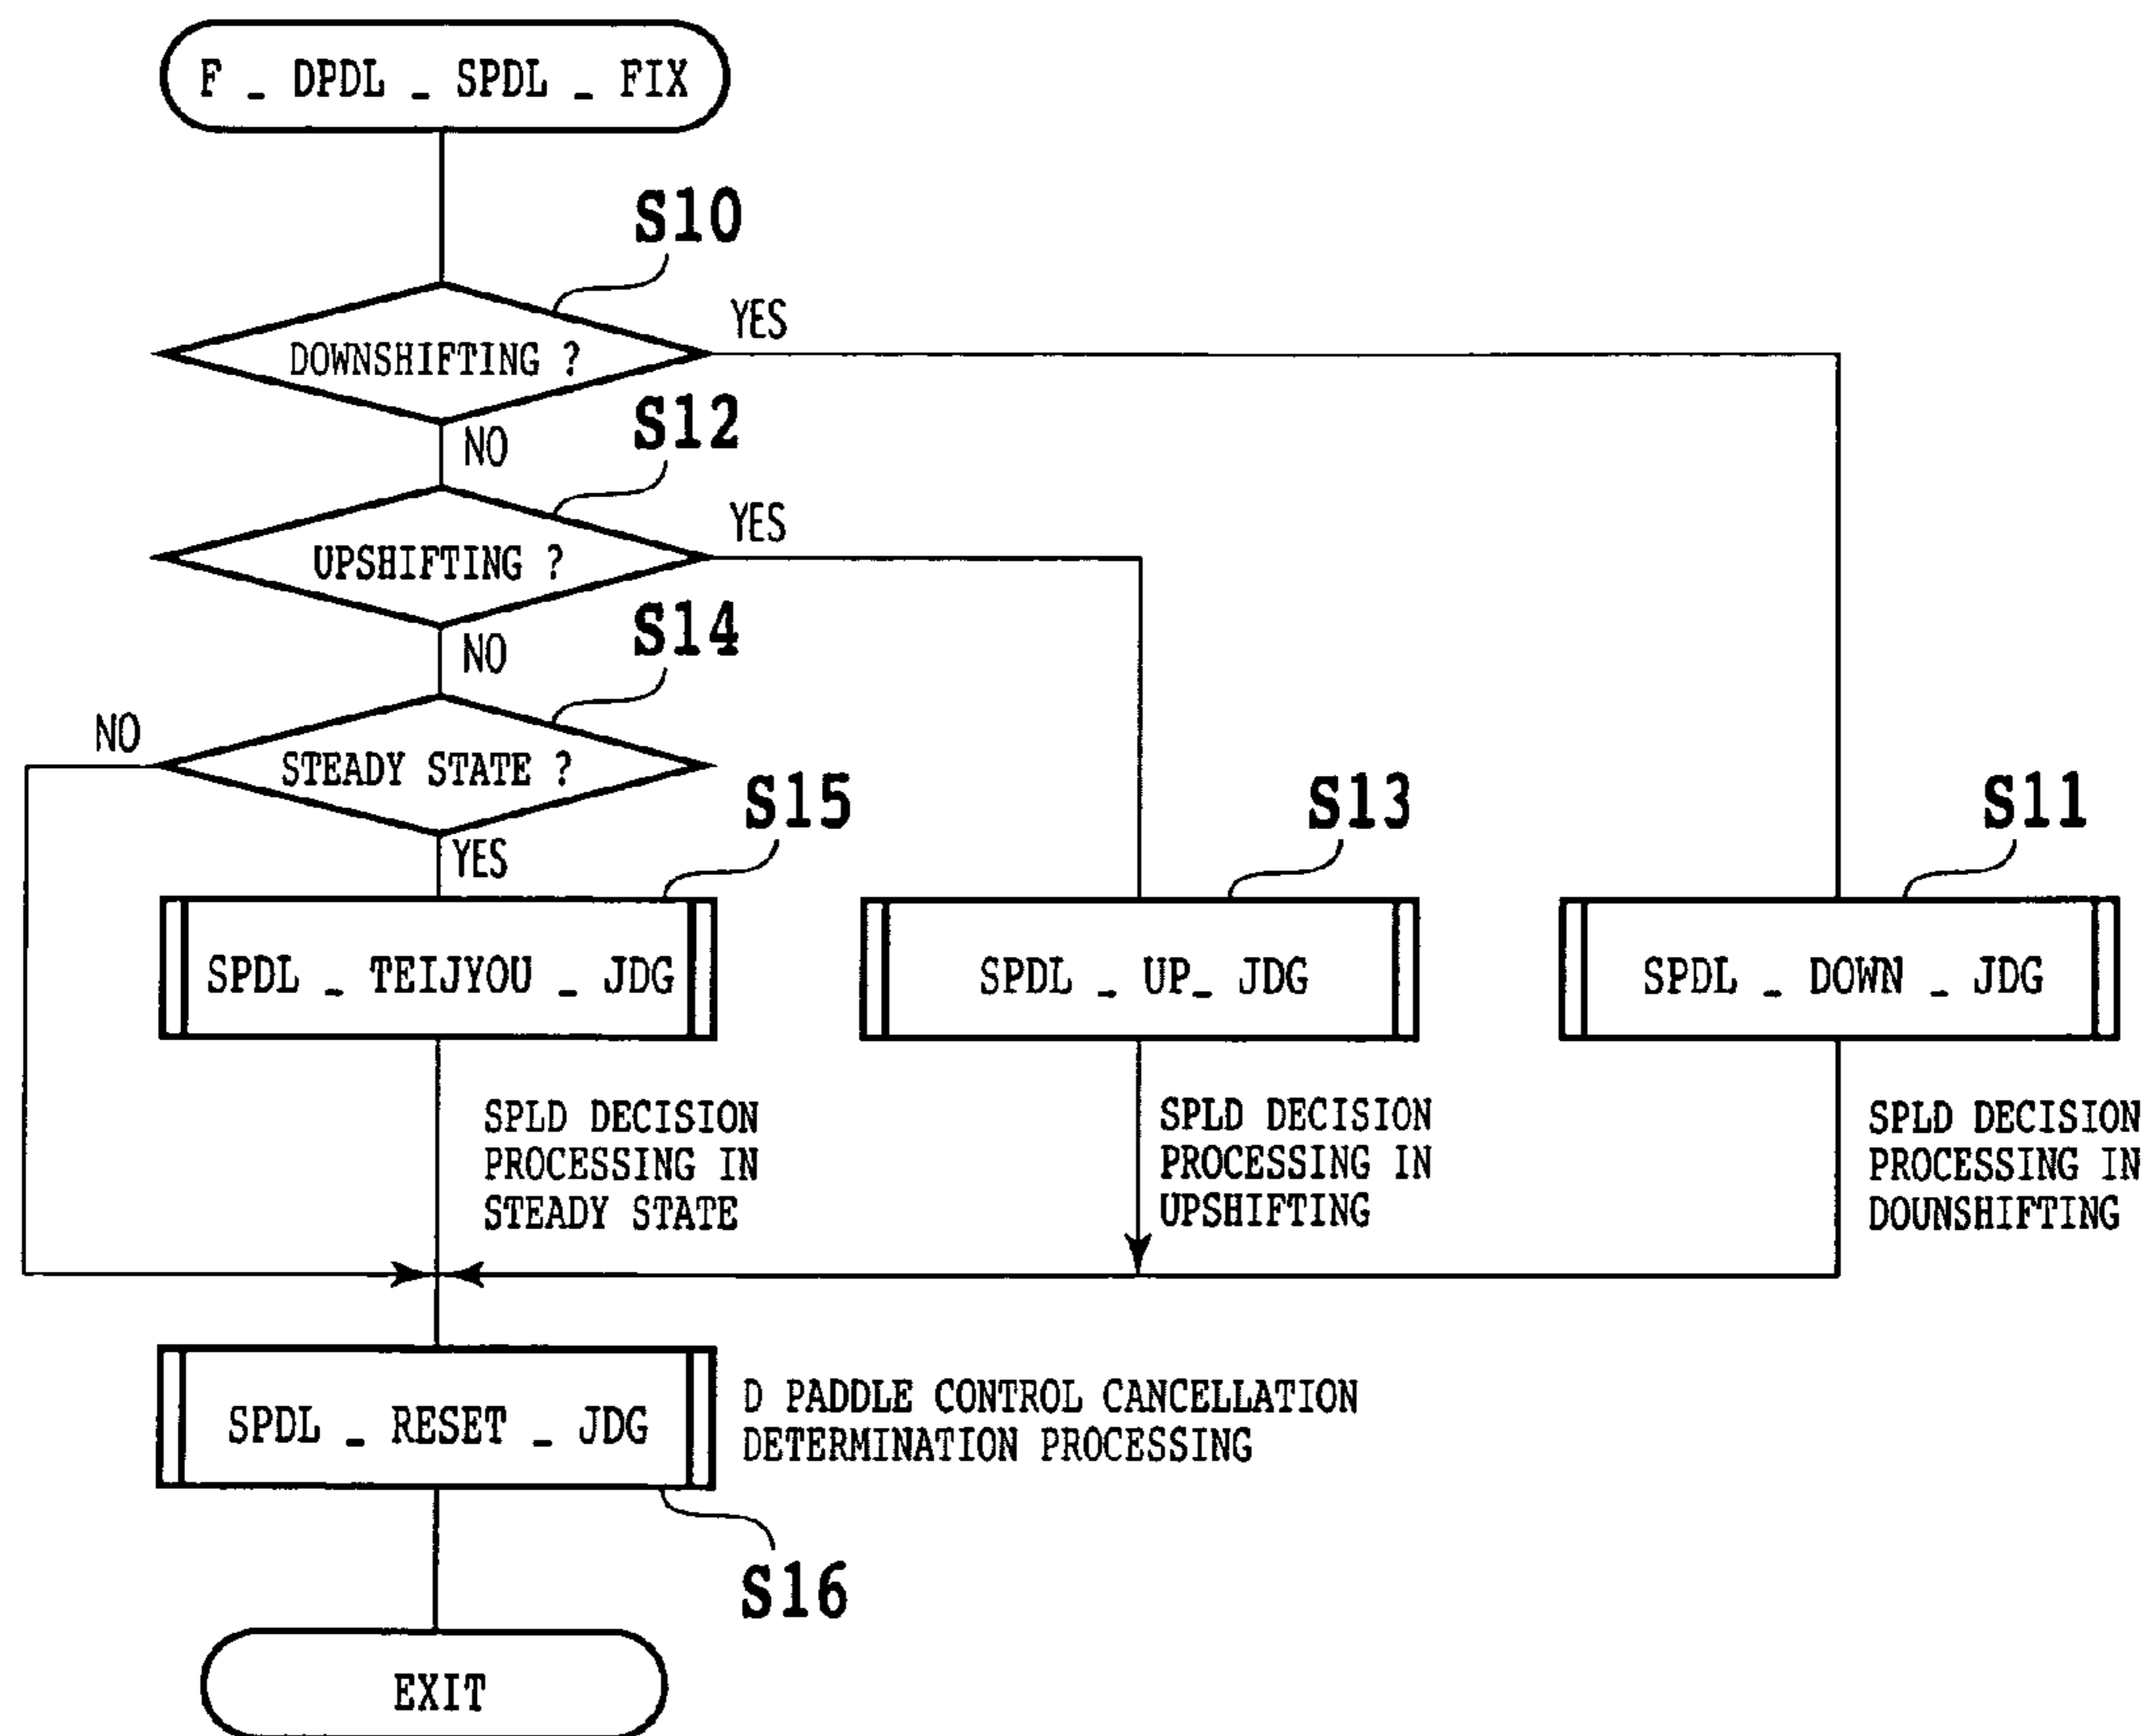 F _ DPDL _ SPDL _ FIX
S10
DOWNSHIFTING ?
YES
NO
S12
UPSHIFTING ?
YES
NO
S14
STEADY STATE ?
NO
YES
S15
SPDL _ TEIJYOU _ JDG
S13
SPDL _ UP_ JDG
S11
SPDL _ DOWN _ JDG
SPLD DECISION
PROCESSING IN
STEADY STATE
SPLD DECISION
PROCESSING IN
UPSHIFTING
SPLD DECISION
PROCESSING IN
DOUNSHIFTING
SPDL _ RESET _ JDG
D PADDLE CONTROL CANCELLATION
DETERMINATION PROCESSING
S16
EXIT